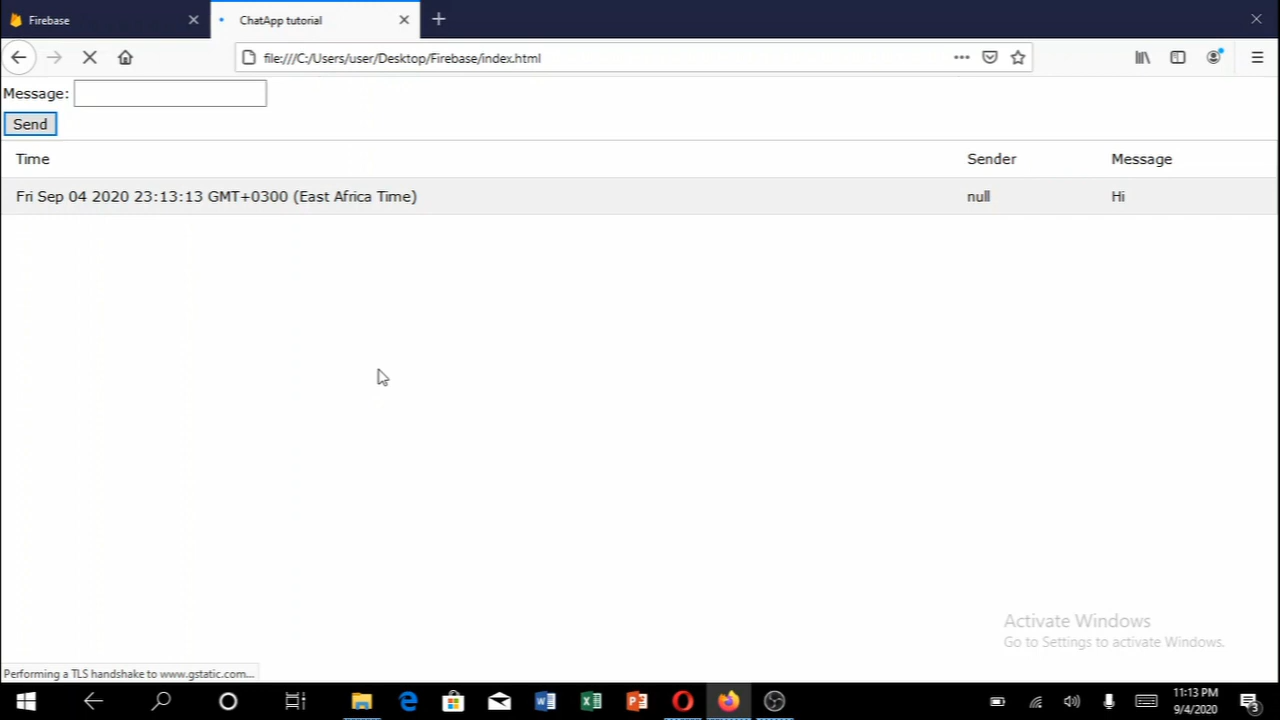 Firebase
ChatApp tutorial
file:///C:/Users/user/Desktop/Firebase/index.html
Message:
Send
Time Sender Message
Fri Sep 04 2020 23:13:13 GMT+0300 (East Africa Time) null Hi
Activate Windows
Go to Settings to activate Windows.
Performing a TLS handshake to www.gstatic.com...
11:13 PM
9/4/2020
3